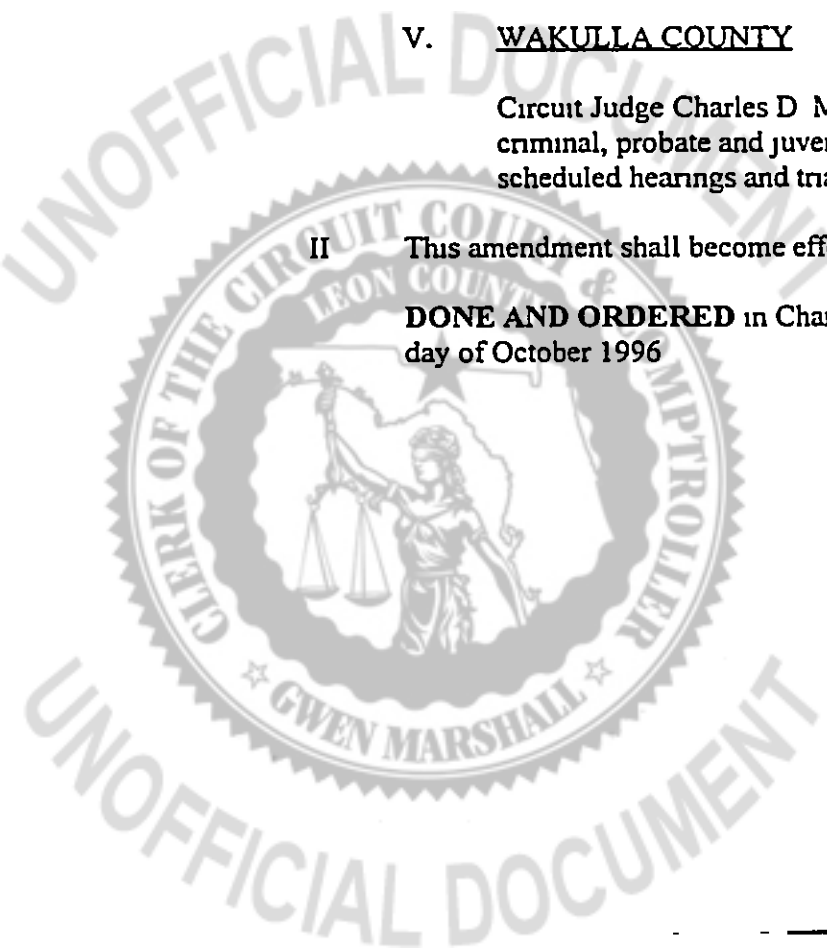 UNOFFICIAL DOCUMENT
V. WAKULLA COUNTY
Circuit Judge Charles D M
criminal, probate and juve
scheduled hearings and tria
II This amendment shall become eff
DONE AND ORDERED in Char
day of October 1996
CLERK OF THE CIRCUIT COURT & COMPTROLLER
LEON COUNTY
GWEN MARSHALL
UNOFFICIAL DOCUMENT